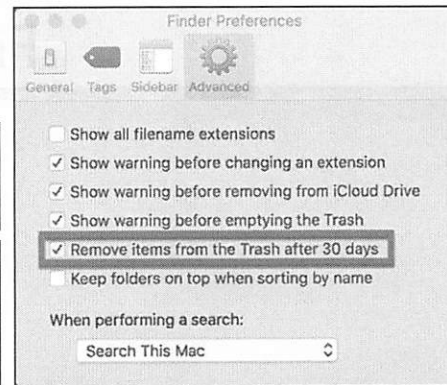 Finder Preferences
General Tags Sidebar Advanced
Show all filename extensions
Show warning before changing an extension
Show warning before removing from iCloud Drive
Show warning before emptying the Trash
Remove items from the Trash after 30 days
Keep folders on top when sorting by name
When performing a search:
Search This Mac